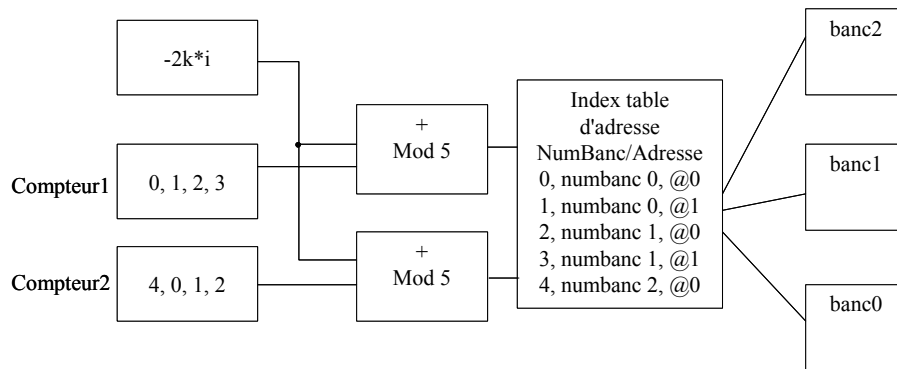 -2k*i
Compteur1
0, 1, 2, 3
Compteur2
4, 0, 1, 2
+
Mod 5
+
Mod 5
Index table
d'adresse
NumBanc/Adresse
0, numbanc 0, @0
1, numbanc 0, @1
2, numbanc 1, @0
3, numbanc 1, @1
4, numbanc 2, @0
banc2
banc1
banc0